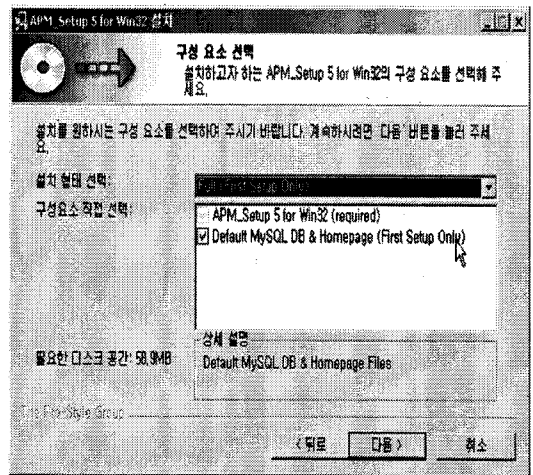 APM_Setup 5 for Win32 설치
구성 요소 선택
설치하고자 하는 APM_Setup 5 for Win32의 구성 요소를 선택해 주
세요.
설치를 원하시는 구성 요소를 선택하여 주시기 바랍니다. 계속하시려면 '다음' 버튼을 눌러 주세
요.
설치 형태 선택:
Full (First Setup Only)
구성요소 직접 선택:
APM_Setup 5 for Win32 (required)
Default MySQL DB & Homepage (First Setup Only)
상세 설명
Default MySQL DB & Homepage Files
필요한 디스크 공간: 58.9MB
< 뒤로
다음 >
취소